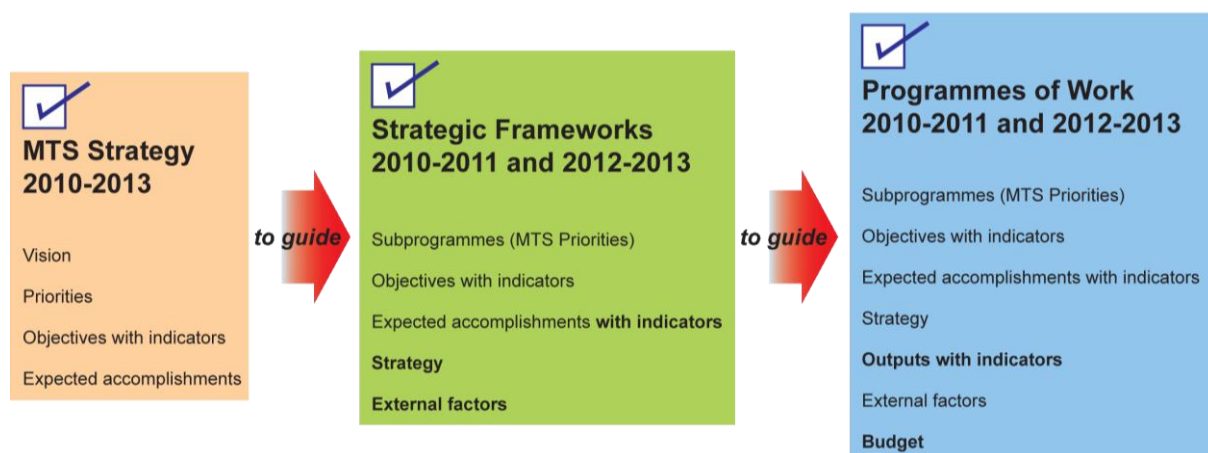 MTS Strategy
2010-2013
Vision
Priorities
Objectives with indicators
Expected accomplishments
to guide
Strategic Frameworks
2010-2011 and 2012-2013
Subprogrammes (MTS Priorities)
Objectives with indicators
Expected accomplishments with indicators
Strategy
External factors
to guide
Programmes of Work
2010-2011 and 2012-2013
Subprogrammes (MTS Priorities)
Objectives with indicators
Expected accomplishments with indicators
Strategy
Outputs with indicators
External factors
Budget